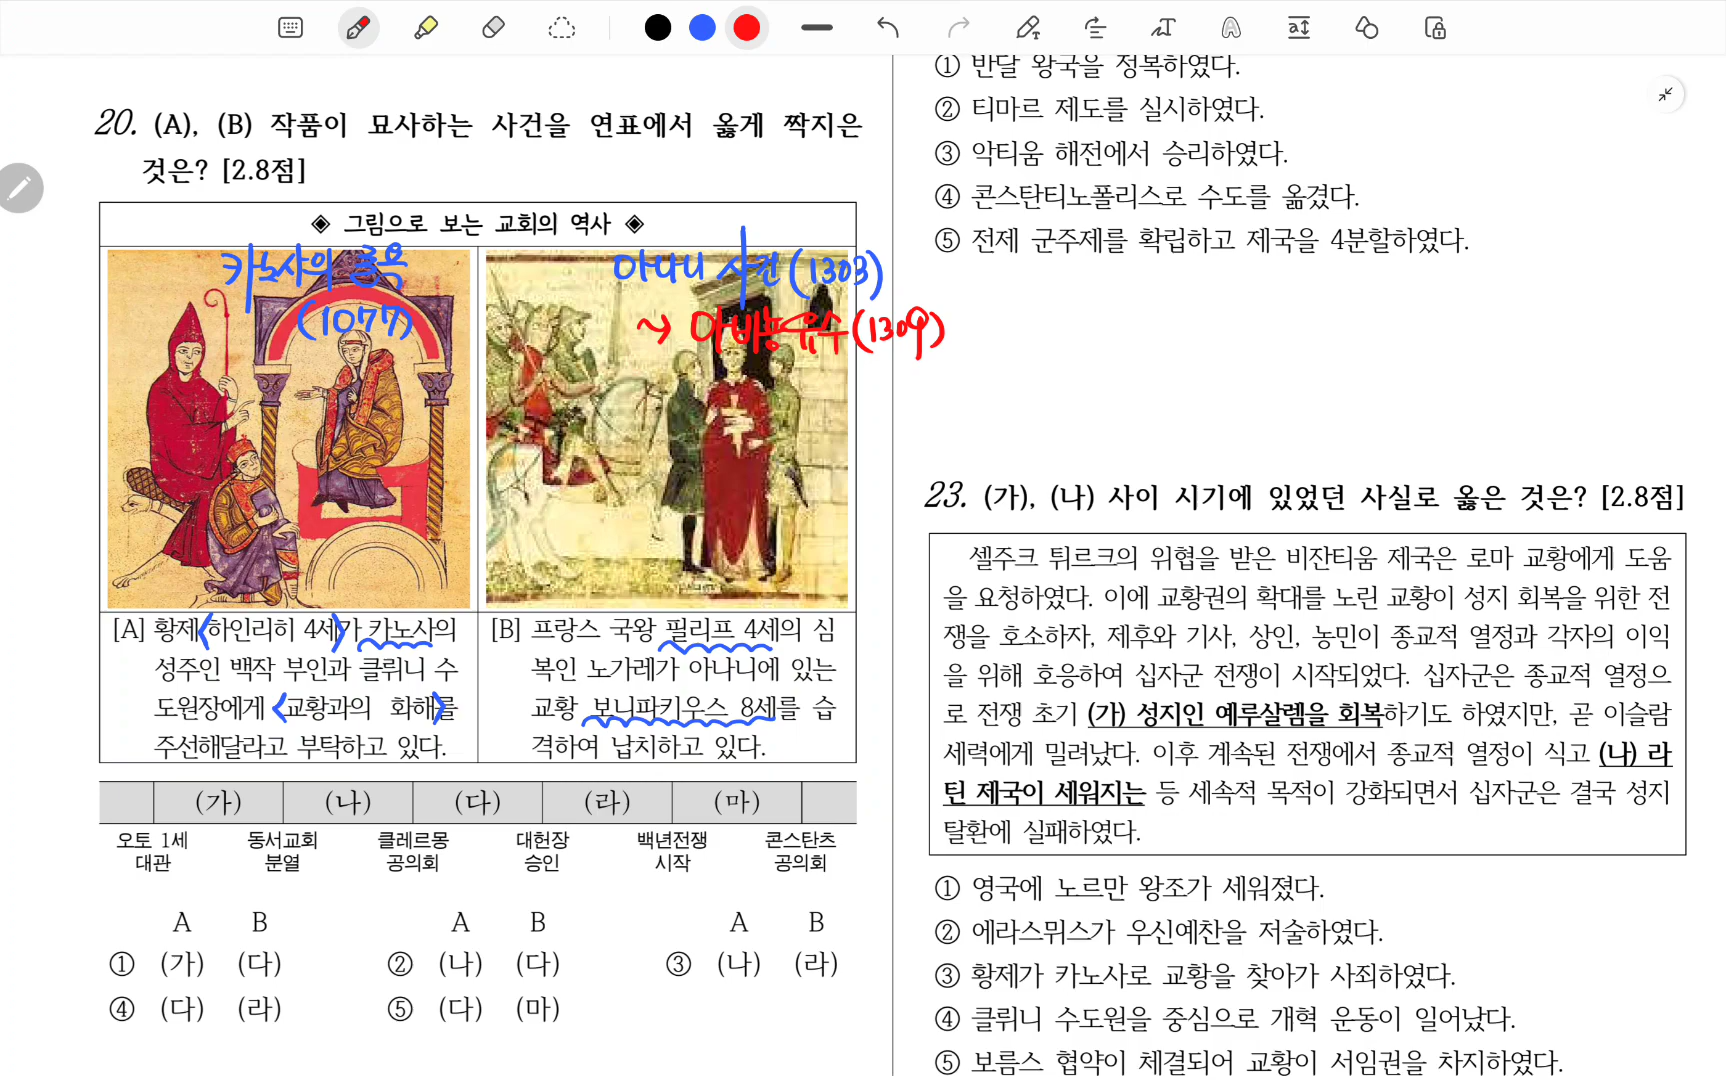 20. (A), (B) 작품이 묘사하는 사건을 연표에서 옳게 짝지은
것은? [2.8점]
◈ 그림으로 보는 교회의 역사 ◈
카노사의 굴욕
(1077)
아나니 사건(1303)
→ 아비뇽유수(1309)
[A] 황제 <하인리히 4세>가 카노사의
성주인 백작 부인과 클뤼니 수
도원장에게 <교황과의 화해>를
주선해달라고 부탁하고 있다.
[B] 프랑스 국왕 필리프 4세의 심
복인 노가레가 아나니에 있는
교황 보니파키우스 8세를 습
격하여 납치하고 있다.
(가) (나) (다) (라) (마)
오토 1세 동서교회 클레르몽 대헌장 백년전쟁 콘스탄츠
대관 분열 공의회 승인 시작 공의회
A B A B A B
① (가) (다) ② (나) (다) ③ (나) (라)
④ (다) (라) ⑤ (다) (마)
① 반달 왕국을 정복하였다.
② 티마르 제도를 실시하였다.
③ 악티움 해전에서 승리하였다.
④ 콘스탄티노폴리스로 수도를 옮겼다.
⑤ 전제 군주제를 확립하고 제국을 4분할하였다.
23. (가), (나) 사이 시기에 있었던 사실로 옳은 것은? [2.8점]
셀주크 튀르크의 위협을 받은 비잔티움 제국은 로마 교황에게 도움
을 요청하였다. 이에 교황권의 확대를 노린 교황이 성지 회복을 위한 전
쟁을 호소하자, 제후와 기사, 상인, 농민이 종교적 열정과 각자의 이익
을 위해 호응하여 십자군 전쟁이 시작되었다. 십자군은 종교적 열정으
로 전쟁 초기 (가) 성지인 예루살렘을 회복하기도 하였지만, 곧 이슬람
세력에게 밀려났다. 이후 계속된 전쟁에서 종교적 열정이 식고 (나) 라
틴 제국이 세워지는 등 세속적 목적이 강화되면서 십자군은 결국 성지
탈환에 실패하였다.
① 영국에 노르만 왕조가 세워졌다.
② 에라스뮈스가 우신예찬을 저술하였다.
③ 황제가 카노사로 교황을 찾아가 사죄하였다.
④ 클뤼니 수도원을 중심으로 개혁 운동이 일어났다.
⑤ 보름스 협약이 체결되어 교황이 서임권을 차지하였다.